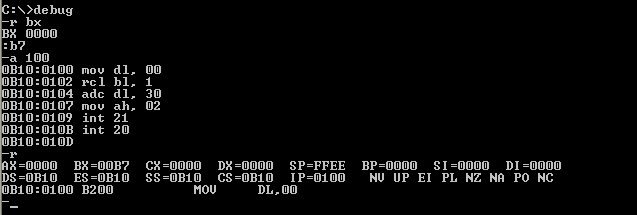 C:\>debug
-r bx
BX 0000
:b7
-a 100
0B10:0100 mov dl, 00
0B10:0102 rcl bl, 1
0B10:0104 adc dl, 30
0B10:0107 mov ah, 02
0B10:0109 int 21
0B10:010B int 20
0B10:010D
-r
AX=0000 BX=00B7 CX=0000 DX=0000 SP=FFEE BP=0000 SI=0000 DI=0000
DS=0B10 ES=0B10 SS=0B10 CS=0B10 IP=0100 NV UP EI PL NZ NA PO NC
0B10:0100 B200 MOV DL,00
-_